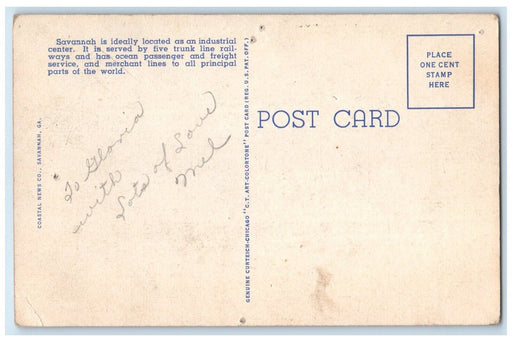 Savannah is ideally located as an industrial
center. It is served by five trunk line rail-
ways and has ocean passenger and freight
service, and merchant lines to all principal
parts of the world.
COASTAL NEWS CO., SAVANNAH, GA.
To Gloria
with
Lots of Love
Mel
GENUINE CURTEICH-CHICAGO "C.T. ART-COLORTONE" POST CARD (REG. U.S. PAT. OFF.)
POST CARD
PLACE
ONE CENT
STAMP
HERE